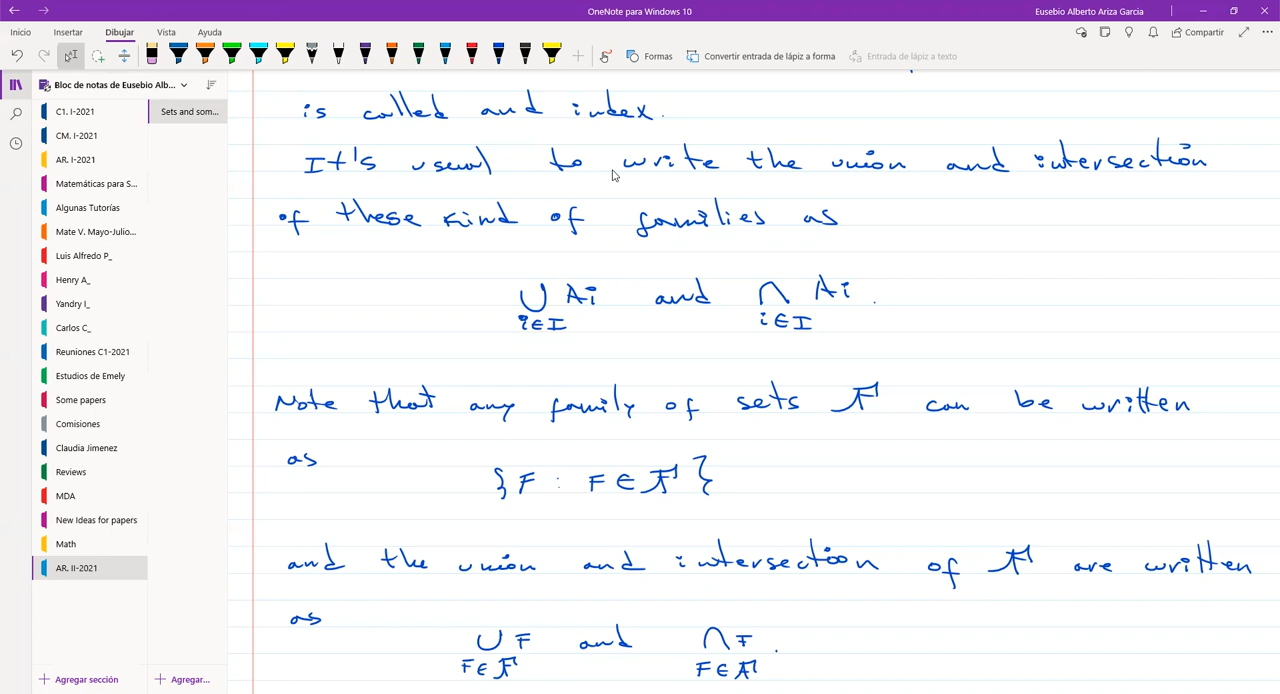 OneNote para Windows 10
Eusebio Alberto Ariza Garcia
Inicio
Insertar
Dibujar
Vista
Ayuda
Compartir
Formas
Convertir entrada de lápiz a forma
Entrada de lápiz a texto
Bloc de notas de Eusebio Alb...
C1. I-2021
CM. I-2021
AR. I-2021
Matemáticas para S...
Algunas Tutorías
Mate V. Mayo-Julio...
Luis Alfredo P_
Henry A_
Yandry I_
Carlos C_
Reuniones C1-2021
Estudios de Emely
Some papers
Comisiones
Claudia Jimenez
Reviews
MDA
New Ideas for papers
Math
AR. II-2021
Agregar sección
Sets and som...
Agregar...
is called and index.
It's usual to write the union and intersection
of these kind of families as
⋃ Ai and ⋂ Ai.
i∈I i∈I
Note that any family of sets ℱ can be written
as
{F : F ∈ ℱ}
and the union and intersection of ℱ are written
as
⋃ F and ⋂ F.
F∈ℱ F∈ℱ